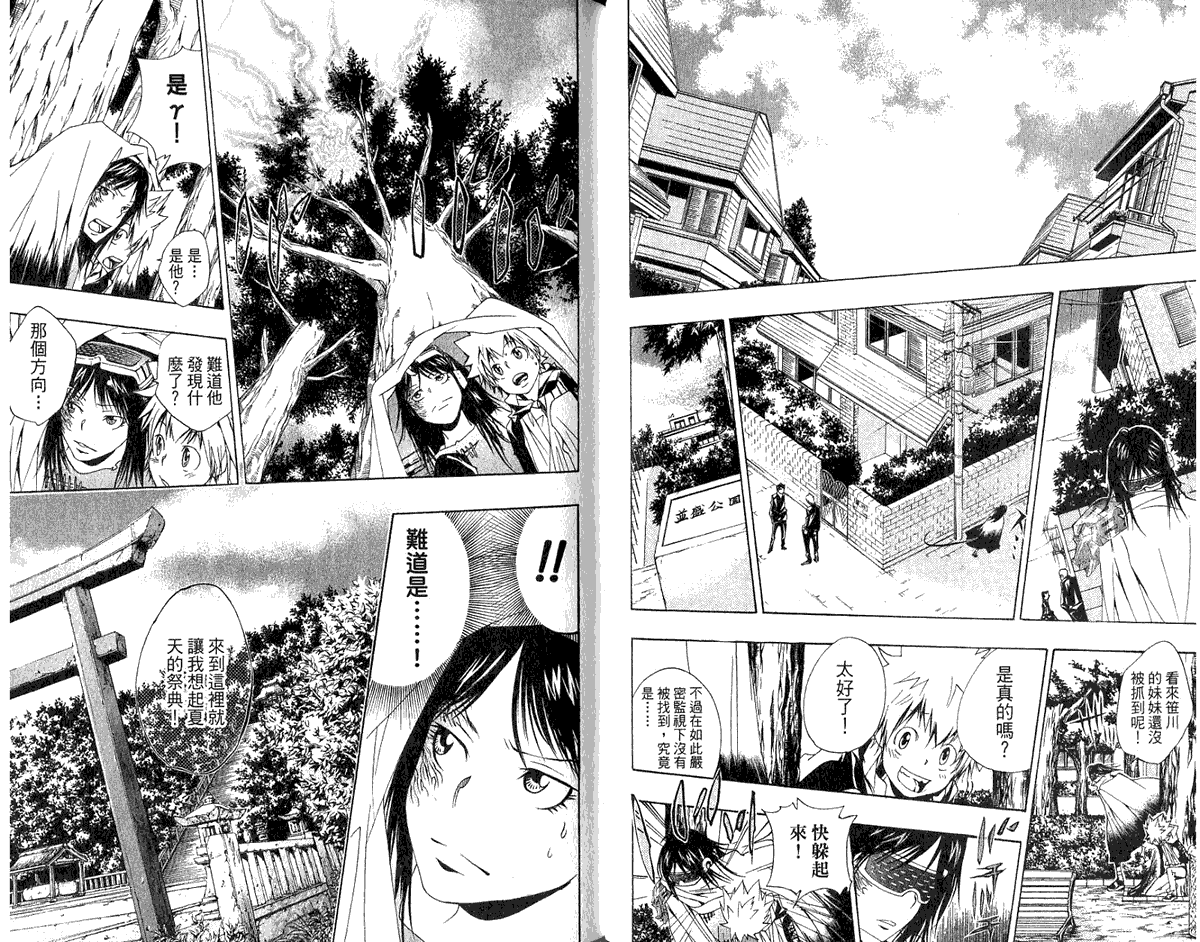 並盛公園
看來笹川
的妹妹還沒
被抓到呢！
是真的嗎？
太好了！
不過在如此嚴
密監視下沒有
被找到，究竟
是……
快躲起
來！
是γ！
是…
是他？
難道他
發現什
麼了？
那個方向…
!!
難道是……！
來到這裡就
讓我想起夏
天的祭典！